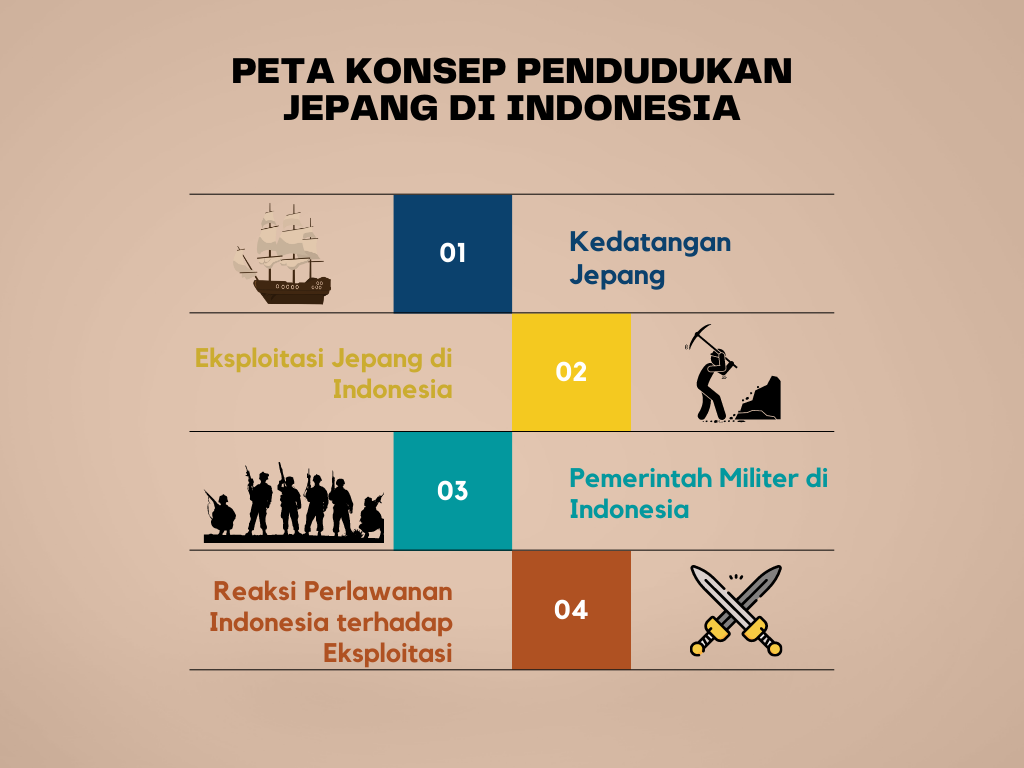 PETA KONSEP PENDUDUKAN
JEPANG DI INDONESIA
01
Kedatangan
Jepang
Eksploitasi Jepang di
Indonesia
02
03
Pemerintah Militer di
Indonesia
Reaksi Perlawanan
Indonesia terhadap
Eksploitasi
04